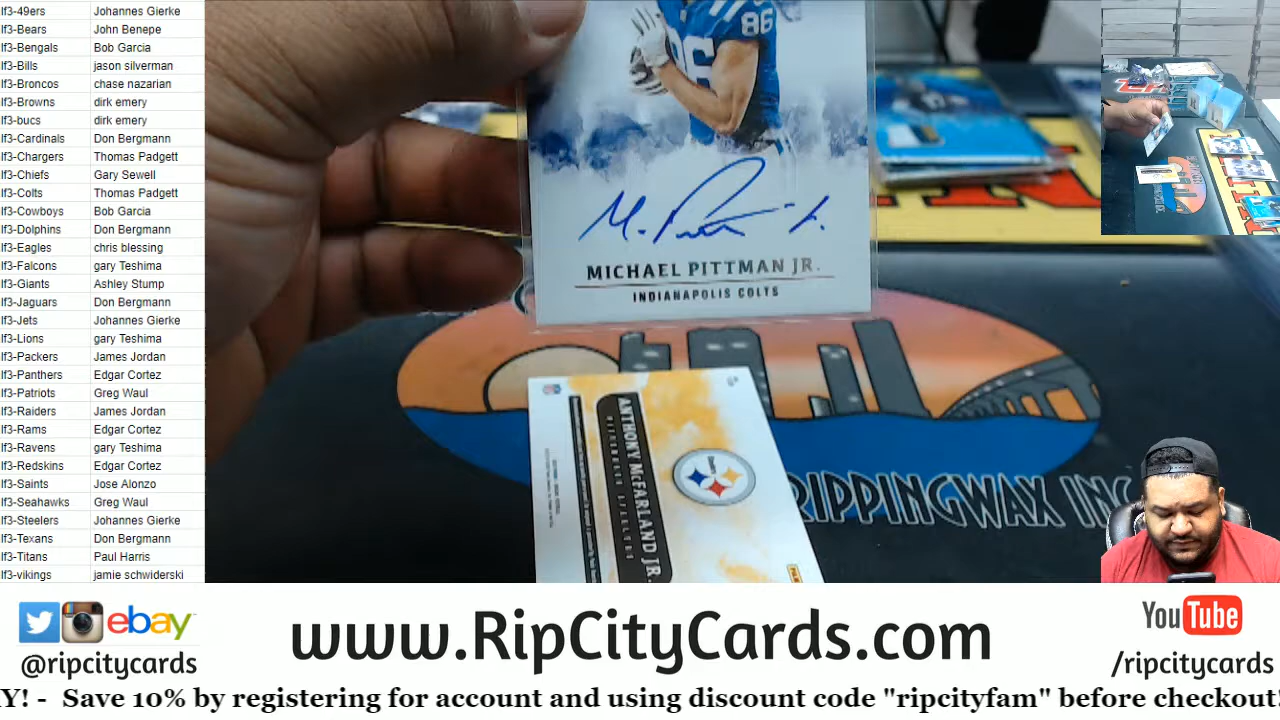 lf3-49ers Johannes Gierke
lf3-Bears John Benepe
lf3-Bengals Bob Garcia
lf3-Bills jason silverman
lf3-Broncos chase nazarian
lf3-Browns dirk emery
lf3-bucs dirk emery
lf3-Cardinals Don Bergmann
lf3-Chargers Thomas Padgett
lf3-Chiefs Gary Sewell
lf3-Colts Thomas Padgett
lf3-Cowboys Bob Garcia
lf3-Dolphins Don Bergmann
lf3-Eagles chris blessing
lf3-Falcons gary Teshima
lf3-Giants Ashley Stump
lf3-Jaguars Don Bergmann
lf3-Jets Johannes Gierke
lf3-Lions gary Teshima
lf3-Packers James Jordan
lf3-Panthers Edgar Cortez
lf3-Patriots Greg Waul
lf3-Raiders James Jordan
lf3-Rams Edgar Cortez
lf3-Ravens gary Teshima
lf3-Redskins Edgar Cortez
lf3-Saints Jose Alonzo
lf3-Seahawks Greg Waul
lf3-Steelers Johannes Gierke
lf3-Texans Don Bergmann
lf3-Titans Paul Harris
lf3-vikings jamie schwiderski
86
86
M. Pitt Jr.
MICHAEL PITTMAN JR.
INDIANAPOLIS COLTS
ANTHONY McFARLAND JR.
PITTSBURGH STEELERS
Steelers
RIPPINGWAX INC
ebay
@ripcitycards
www.RipCityCards.com
YouTube
/ripcitycards
Y! - Save 10% by registering for account and using discount code "ripcityfam" before checkout!